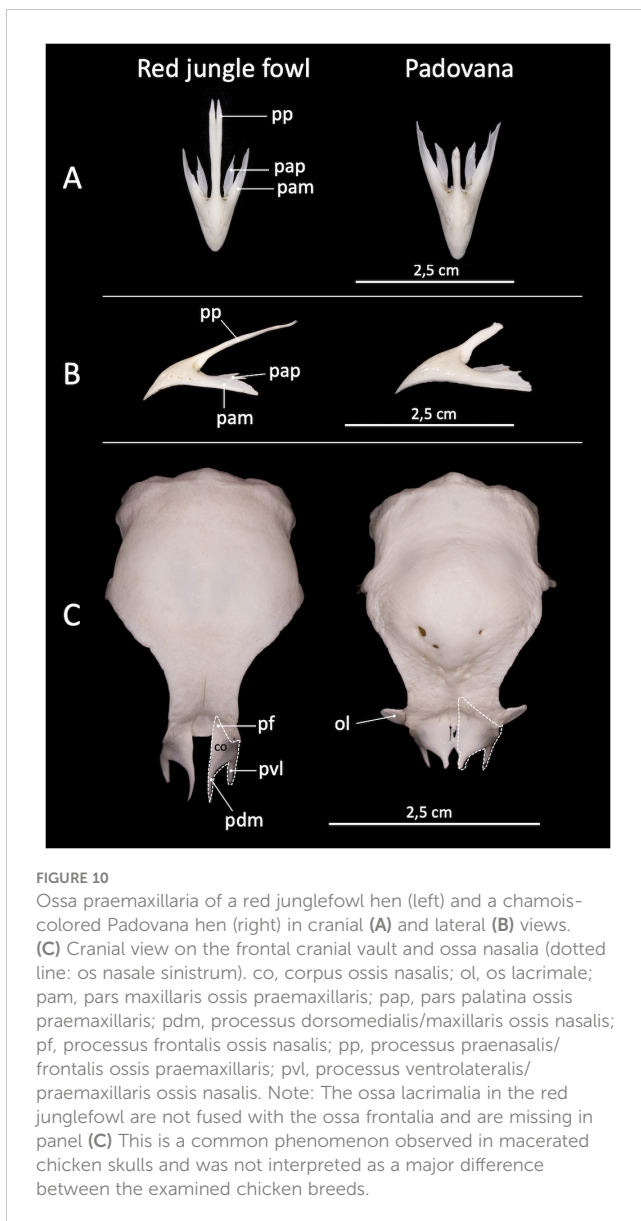 Red jungle fowl
Padovana
pp
pap
pam
A
2,5 cm
pp
B
pap
pam
2,5 cm
C
pf
co
pvl
pdm
ol
2,5 cm
FIGURE 10
Ossa praemaxillaria of a red junglefowl hen (left) and a chamois-
colored Padovana hen (right) in cranial (A) and lateral (B) views.
(C) Cranial view on the frontal cranial vault and ossa nasalia (dotted
line: os nasale sinistrum). co, corpus ossis nasalis; ol, os lacrimale;
pam, pars maxillaris ossis praemaxillaris; pap, pars palatina ossis
praemaxillaris; pdm, processus dorsomedialis/maxillaris ossis nasalis;
pf, processus frontalis ossis nasalis; pp, processus praenasalis/
frontalis ossis praemaxillaris; pvl, processus ventrolateralis/
praemaxillaris ossis nasalis. Note: The ossa lacrimalia in the red
junglefowl are not fused with the ossa frontalia and are missing in
panel (C) This is a common phenomenon observed in macerated
chicken skulls and was not interpreted as a major difference
between the examined chicken breeds.